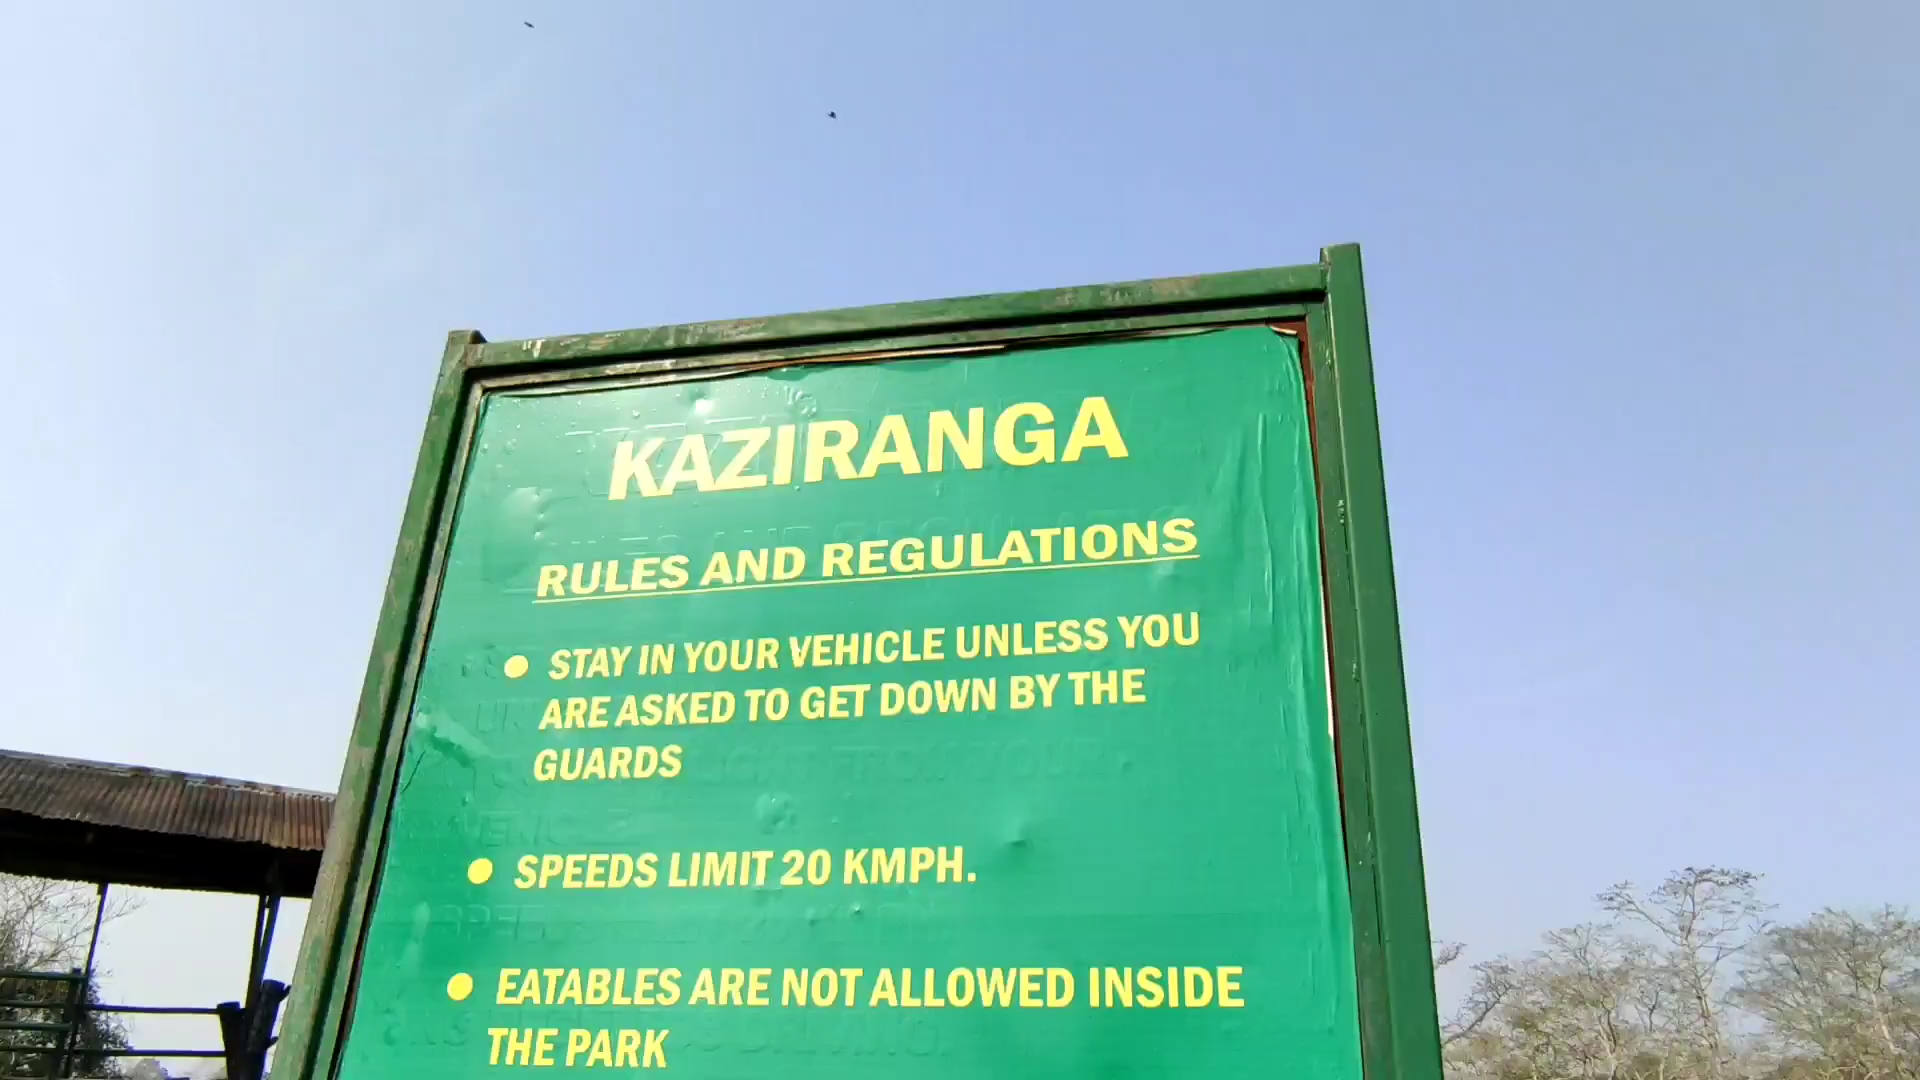 KAZIRANGA
RULES AND REGULATIONS
● STAY IN YOUR VEHICLE UNLESS YOU
ARE ASKED TO GET DOWN BY THE
GUARDS
● SPEEDS LIMIT 20 KMPH.
● EATABLES ARE NOT ALLOWED INSIDE
THE PARK